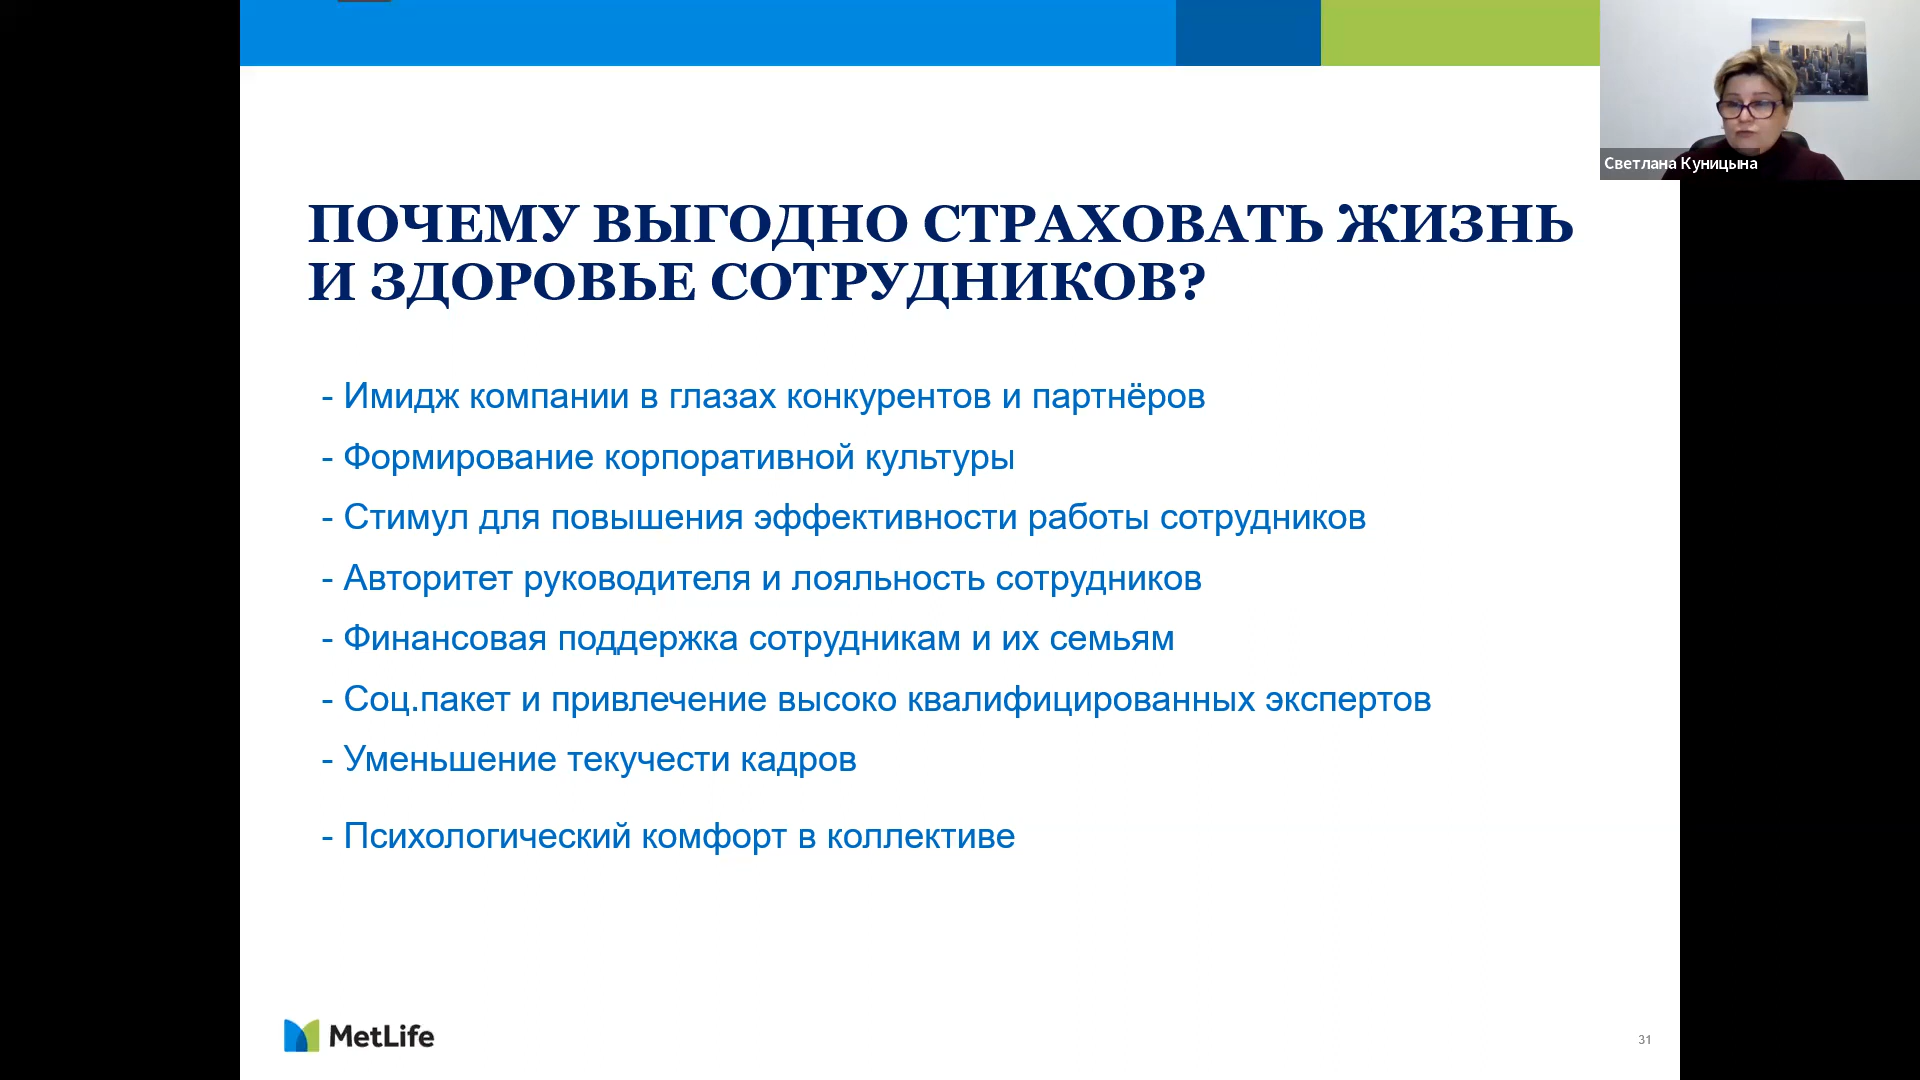 Светлана Куницына
ПОЧЕМУ ВЫГОДНО СТРАХОВАТЬ ЖИЗНЬ
И ЗДОРОВЬЕ СОТРУДНИКОВ?
- Имидж компании в глазах конкурентов и партнёров
- Формирование корпоративной культуры
- Стимул для повышения эффективности работы сотрудников
- Авторитет руководителя и лояльность сотрудников
- Финансовая поддержка сотрудникам и их семьям
- Соц.пакет и привлечение высоко квалифицированных экспертов
- Уменьшение текучести кадров
- Психологический комфорт в коллективе
MetLife
31